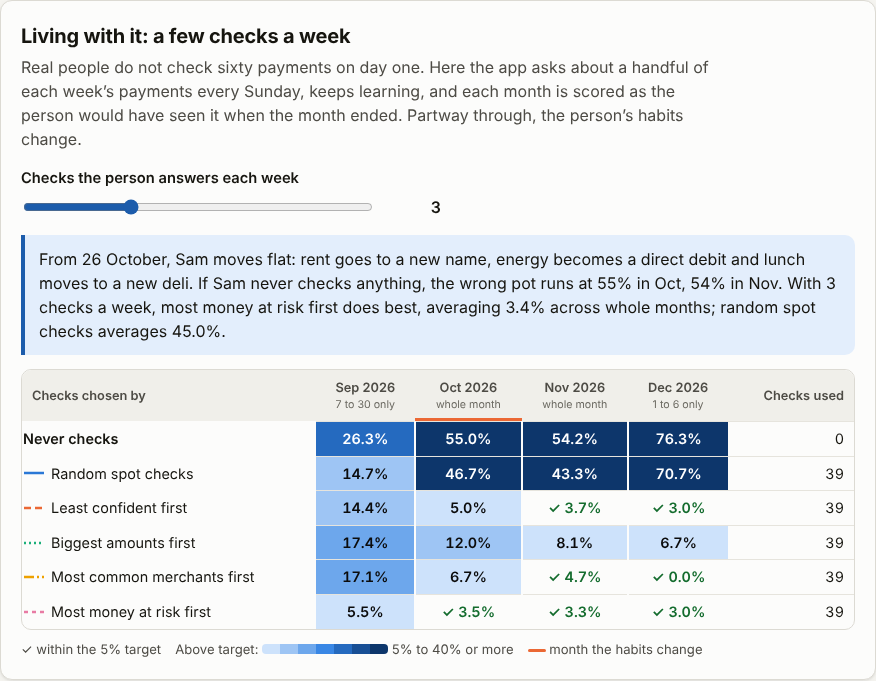 Living with it: a few checks a week
Real people do not check sixty payments on day one. Here the app asks about a handful of
each week’s payments every Sunday, keeps learning, and each month is scored as the
person would have seen it when the month ended. Partway through, the person’s habits
change.
Checks the person answers each week
3
From 26 October, Sam moves flat: rent goes to a new name, energy becomes a direct debit and lunch
moves to a new deli. If Sam never checks anything, the wrong pot runs at 55% in Oct, 54% in Nov. With 3
checks a week, most money at risk first does best, averaging 3.4% across whole months; random spot
checks averages 45.0%.
Checks chosen by Sep 2026 Oct 2026 Nov 2026 Dec 2026 Checks used
7 to 30 only whole month whole month 1 to 6 only
Never checks 26.3% 55.0% 54.2% 76.3% 0
Random spot checks 14.7% 46.7% 43.3% 70.7% 39
Least confident first 14.4% 5.0% ✓ 3.7% ✓ 3.0% 39
Biggest amounts first 17.4% 12.0% 8.1% 6.7% 39
Most common merchants first 17.1% 6.7% ✓ 4.7% ✓ 0.0% 39
Most money at risk first 5.5% ✓ 3.5% ✓ 3.3% ✓ 3.0% 39
✓ within the 5% target Above target: 5% to 40% or more month the habits change